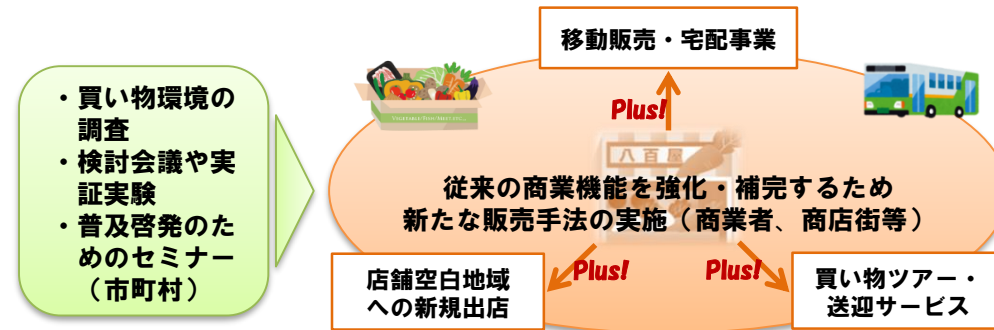 移動販売・宅配事業
・買い物環境の
調査
・検討会議や実
証実験
・普及啓発のた
めのセミナー
（市町村）
Plus!
八百屋
従来の商業機能を強化・補完するため
新たな販売手法の実施（商業者、商店街等）
Plus!
Plus!
店舗空白地域
への新規出店
買い物ツアー・
送迎サービス